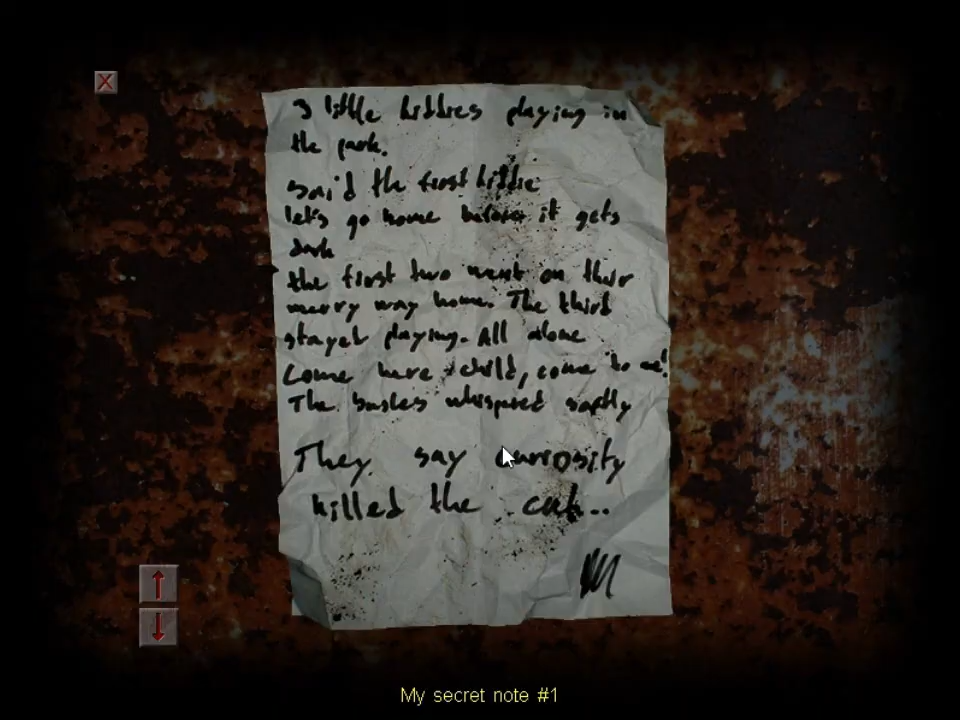 3 little kiddies playing in
the park.
said the first kiddie
let's go home before it gets
dark
the first two went on their
merry way home. The third
stayed playing. All alone
Come here child, come to me!
The bushes whispered softly
They say curiosity
killed the cat..
My secret note #1